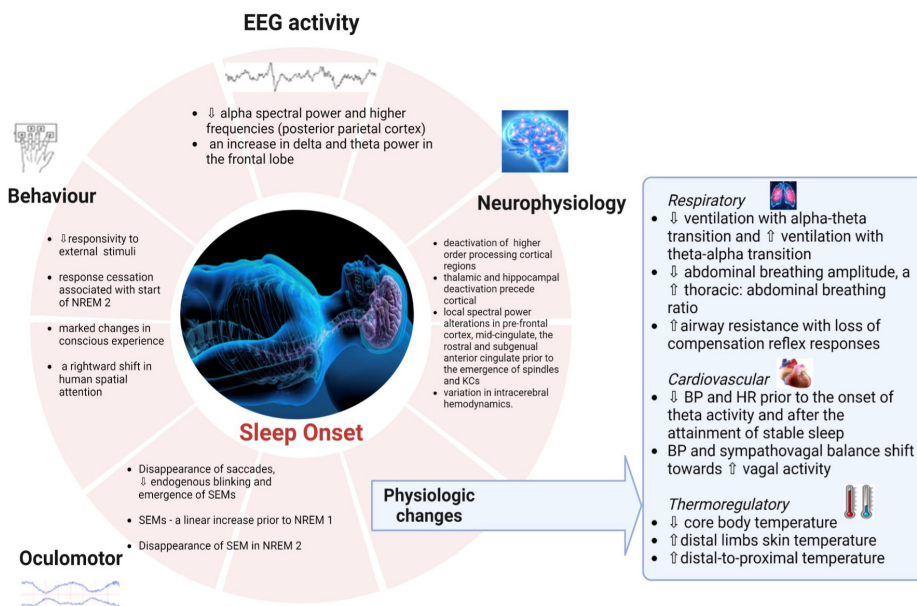 EEG activity
• ⇩ alpha spectral power and higher
frequencies (posterior parietal cortex)
• an increase in delta and theta power in
the frontal lobe
Behaviour
• ⇩responsivity to
external stimuli
• response cessation
associated with start
of NREM 2
• marked changes in
conscious experience
• a rightward shift in
human spatial
attention
Neurophysiology
• deactivation of higher
order processing cortical
regions
• thalamic and hippocampal
deactivation precede
cortical
• local spectral power
alterations in pre-frontal
cortex, mid-cingulate, the
rostral and subgenual
anterior cingulate prior to
the emergence of spindles
and KCs
• variation in intracerebral
hemodynamics.
Sleep Onset
• Disappearance of saccades,
⇩ endogenous blinking and
emergence of SEMs
• SEMs - a linear increase prior to NREM 1
• Disappearance of SEM in NREM 2
Oculomotor
Physiologic
changes
Respiratory
• ⇩ ventilation with alpha-theta
transition and ⇧ ventilation with
theta-alpha transition
• ⇩ abdominal breathing amplitude, a
⇧ thoracic: abdominal breathing
ratio
• ⇧airway resistance with loss of
compensation reflex responses
Cardiovascular
• ⇩ BP and HR prior to the onset of
theta activity and after the
attainment of stable sleep
• BP and sympathovagal balance shift
towards ⇧ vagal activity
Thermoregulatory
• ⇩ core body temperature
• ⇧distal limbs skin temperature
• ⇧distal-to-proximal temperature